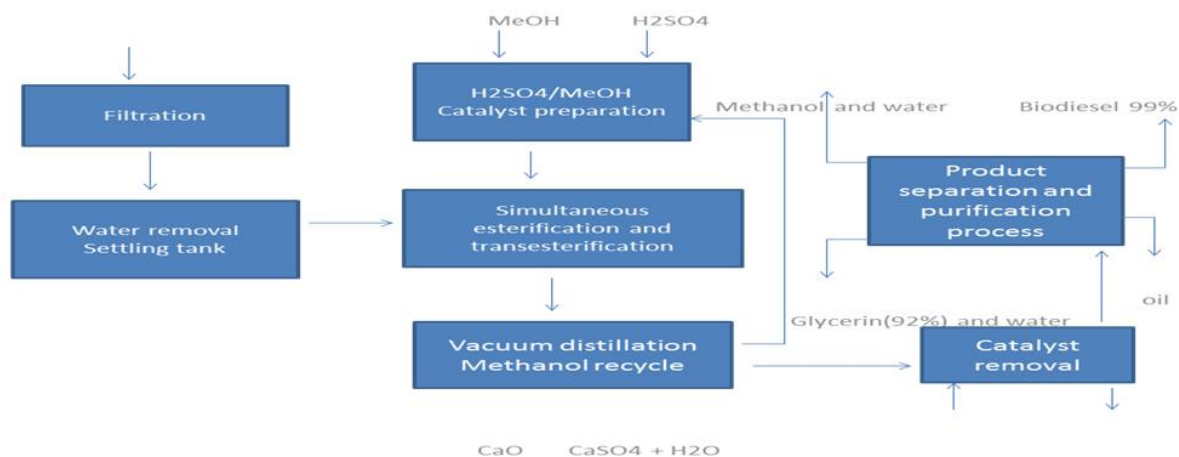 MeOH
H2SO4
Filtration
H2SO4/MeOH
Catalyst preparation
Methanol and water
Biodiesel 99%
Water removal
Settling tank
Simultaneous
esterification and
transesterification
Product
separation and
purification
process
oil
Glycerin(92%) and water
Vacuum distillation
Methanol recycle
Catalyst
removal
CaO
CaSO4 + H2O